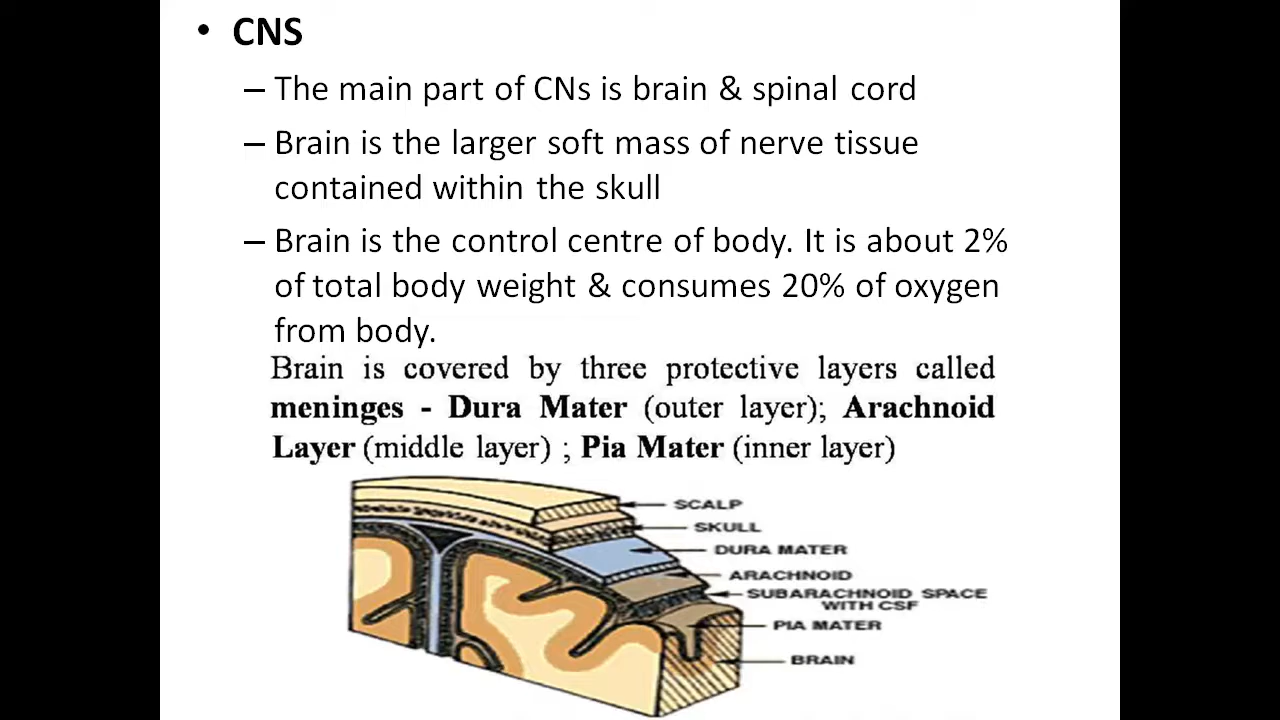 • CNS
– The main part of CNs is brain & spinal cord
– Brain is the larger soft mass of nerve tissue
contained within the skull
– Brain is the control centre of body. It is about 2%
of total body weight & consumes 20% of oxygen
from body.
Brain is covered by three protective layers called
meninges - Dura Mater (outer layer); Arachnoid
Layer (middle layer) ; Pia Mater (inner layer)
SCALP
SKULL
DURA MATER
ARACHNOID
SUBARACHNOID SPACE
WITH CSF
PIA MATER
BRAIN